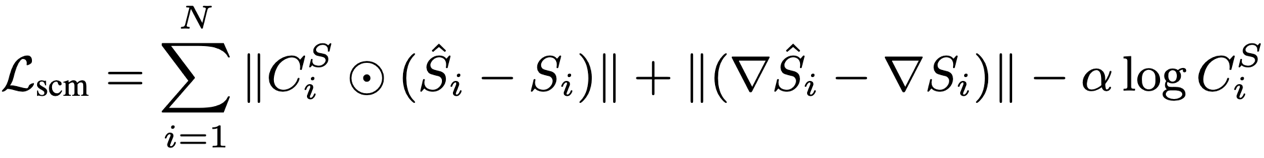 $\mathcal{L}_{\text{scm}} = \sum_{i=1}^{N} \| C_i^S \odot (\hat{S}_i - S_i) \| + \| (\nabla \hat{S}_i - \nabla S_i) \| - \alpha \log C_i^S$